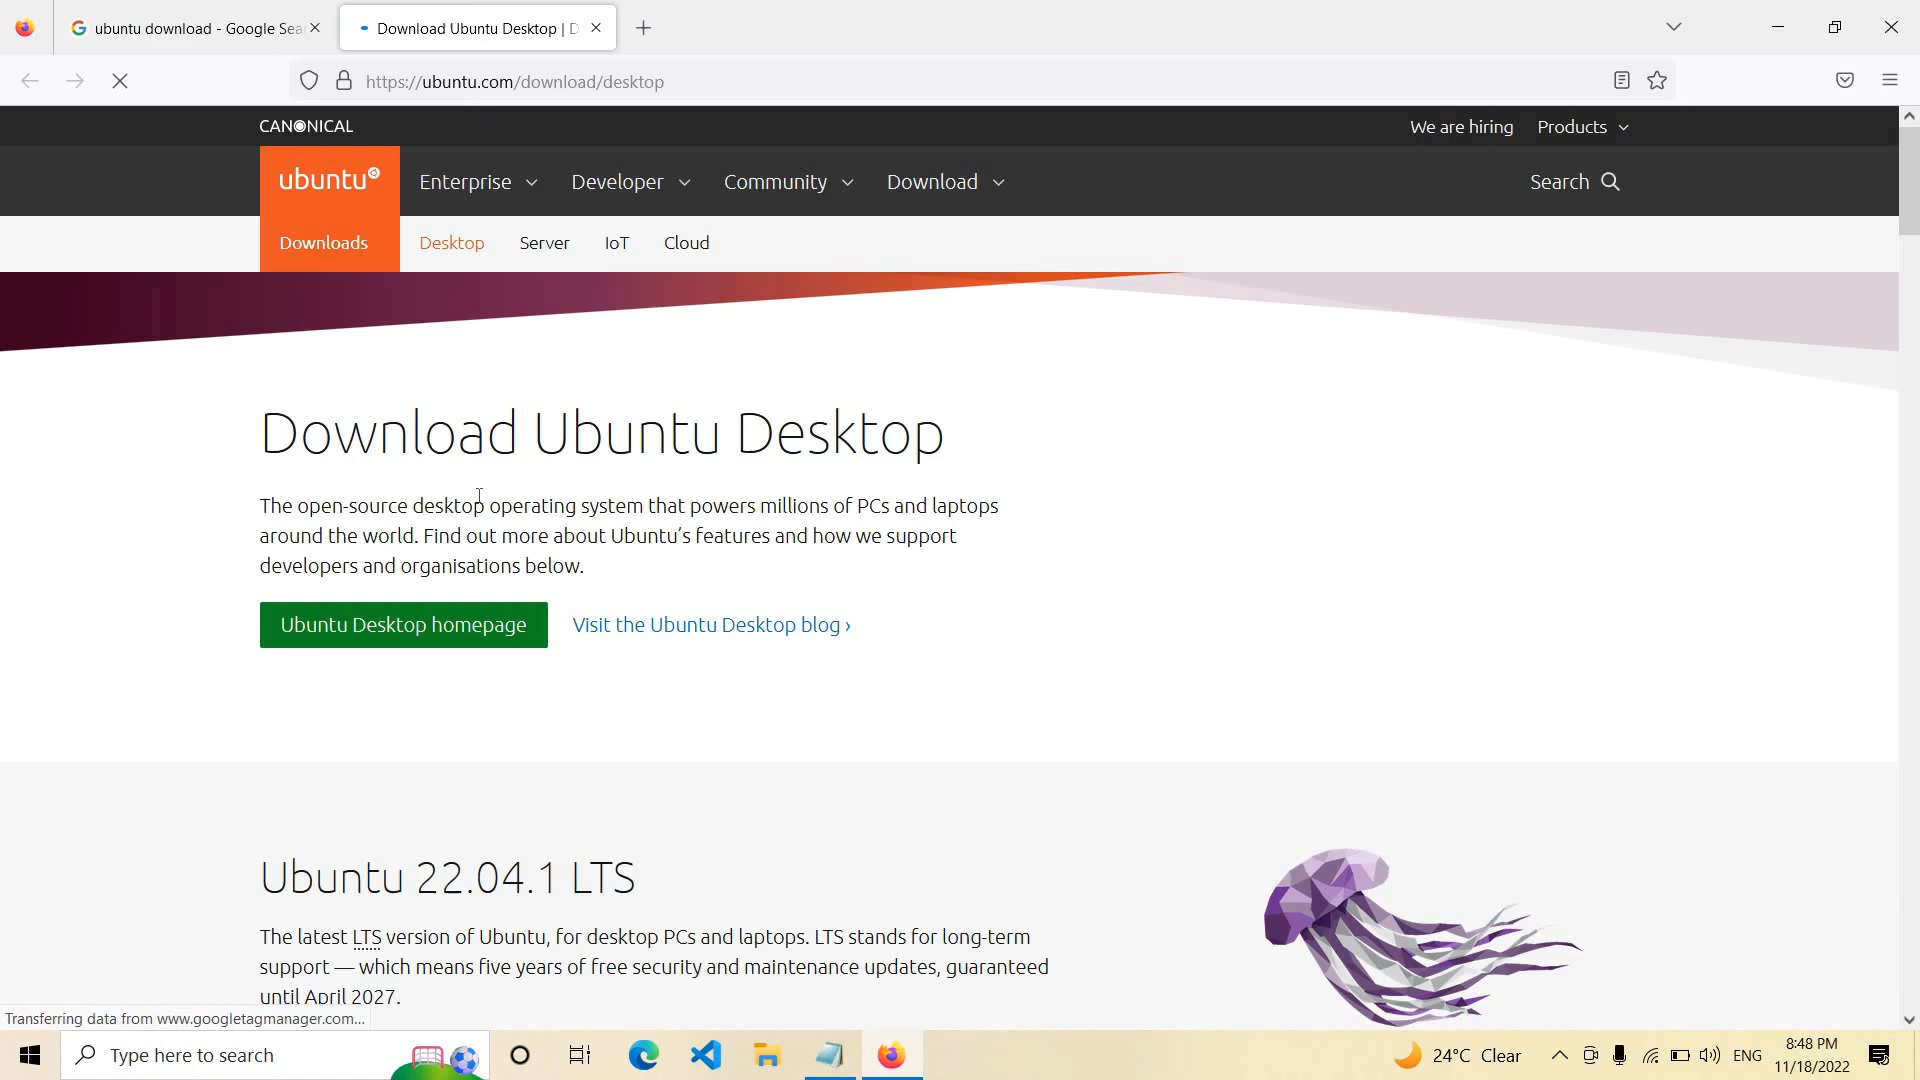 ubuntu download - Google Sear
Download Ubuntu Desktop | D
https://ubuntu.com/download/desktop
CANONICAL
We are hiring
Products
ubuntu
Enterprise
Developer
Community
Download
Search
Downloads
Desktop
Server
IoT
Cloud
Download Ubuntu Desktop
The open-source desktop operating system that powers millions of PCs and laptops
around the world. Find out more about Ubuntu’s features and how we support
developers and organisations below.
Ubuntu Desktop homepage
Visit the Ubuntu Desktop blog ›
Ubuntu 22.04.1 LTS
The latest LTS version of Ubuntu, for desktop PCs and laptops. LTS stands for long-term
support — which means five years of free security and maintenance updates, guaranteed
until April 2027.
Transferring data from www.googletagmanager.com...
Type here to search
24°C Clear
ENG
8:48 PM
11/18/2022